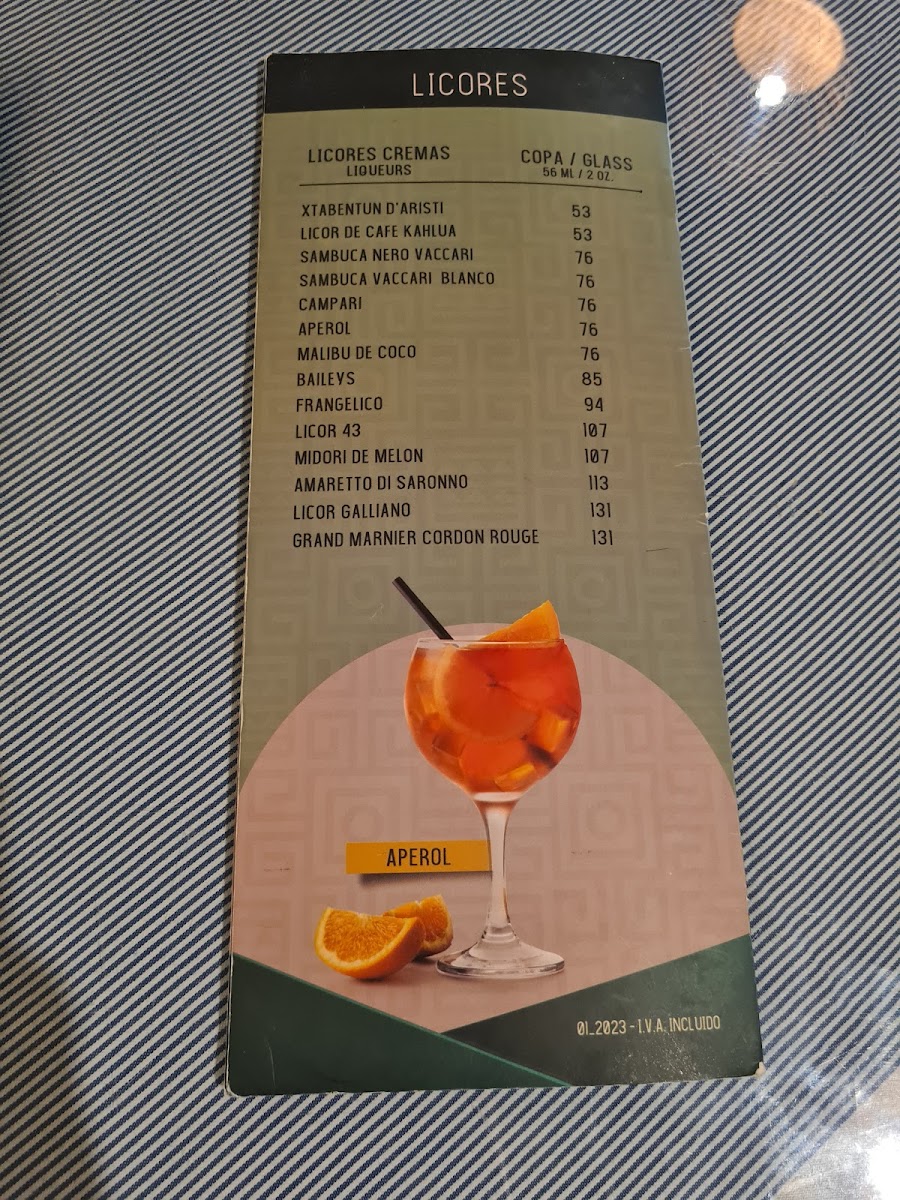 LICORES
LICORES CREMAS
LIQUEURS
COPA / GLASS
56 ML / 2 OZ.
XTABENTUN D'ARISTI 53
LICOR DE CAFE KAHLUA 53
SAMBUCA NERO VACCARI 76
SAMBUCA VACCARI BLANCO 76
CAMPARI 76
APEROL 76
MALIBU DE COCO 76
BAILEYS 85
FRANGELICO 94
LICOR 43 107
MIDORI DE MELON 107
AMARETTO DI SARONNO 113
LICOR GALLIANO 131
GRAND MARNIER CORDON ROUGE 131
APEROL
01_2023 - I.V.A. INCLUIDO